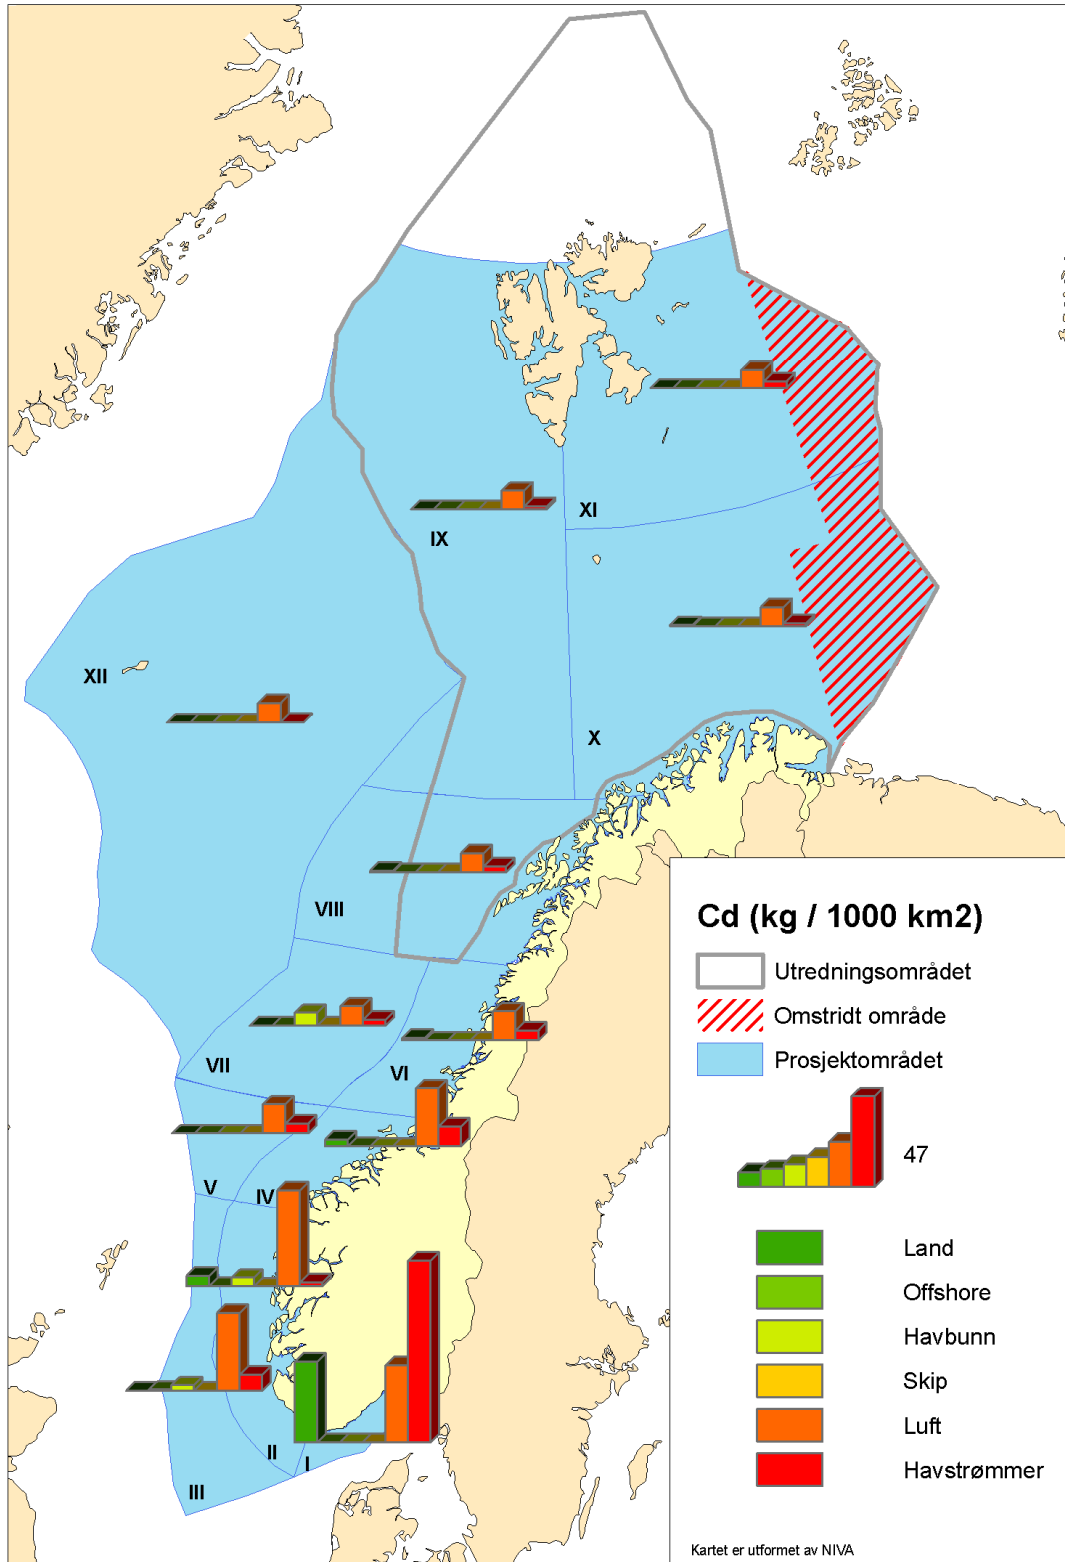 XI
IX
XII
X
VIII
VII
VI
V
IV
II
I
III
Cd (kg / 1000 km2)
Utredningsområdet
Omstridt område
Prosjektområdet
47
Land
Offshore
Havbunn
Skip
Luft
Havstrømmer
Kartet er utformet av NIVA